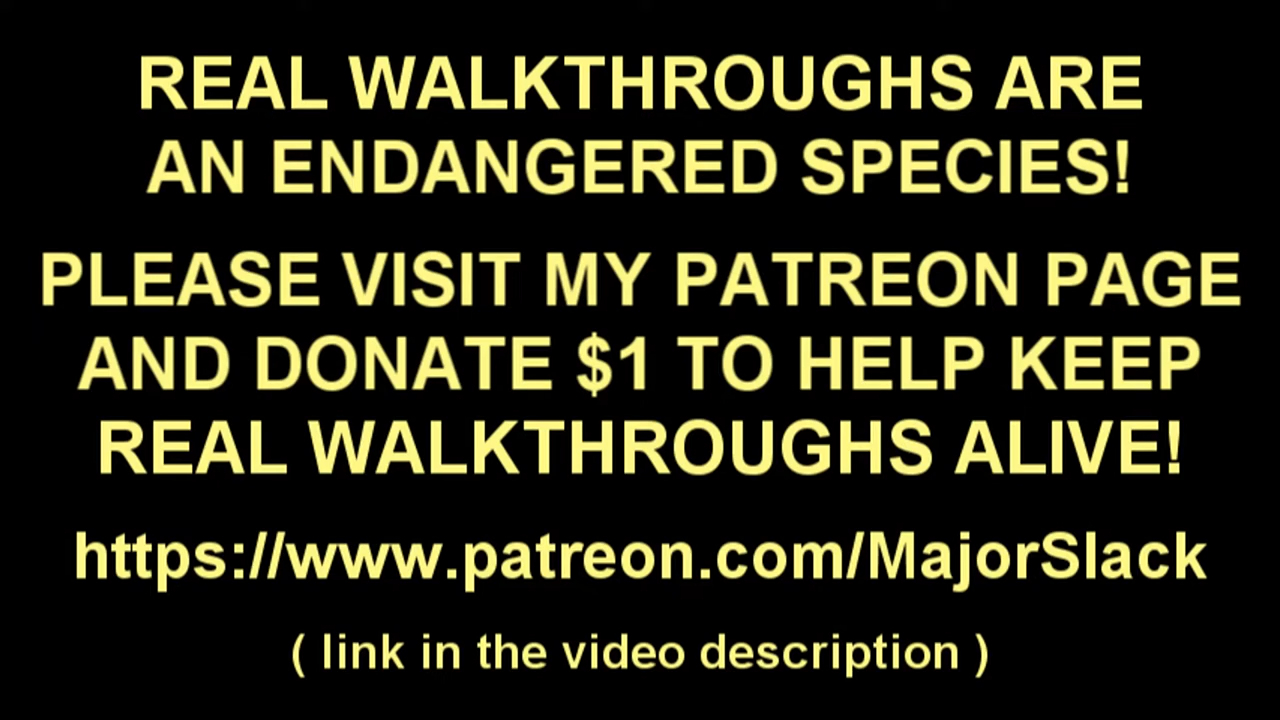 REAL WALKTHROUGHS ARE
AN ENDANGERED SPECIES!
PLEASE VISIT MY PATREON PAGE
AND DONATE $1 TO HELP KEEP
REAL WALKTHROUGHS ALIVE!
https://www.patreon.com/MajorSlack
( link in the video description )